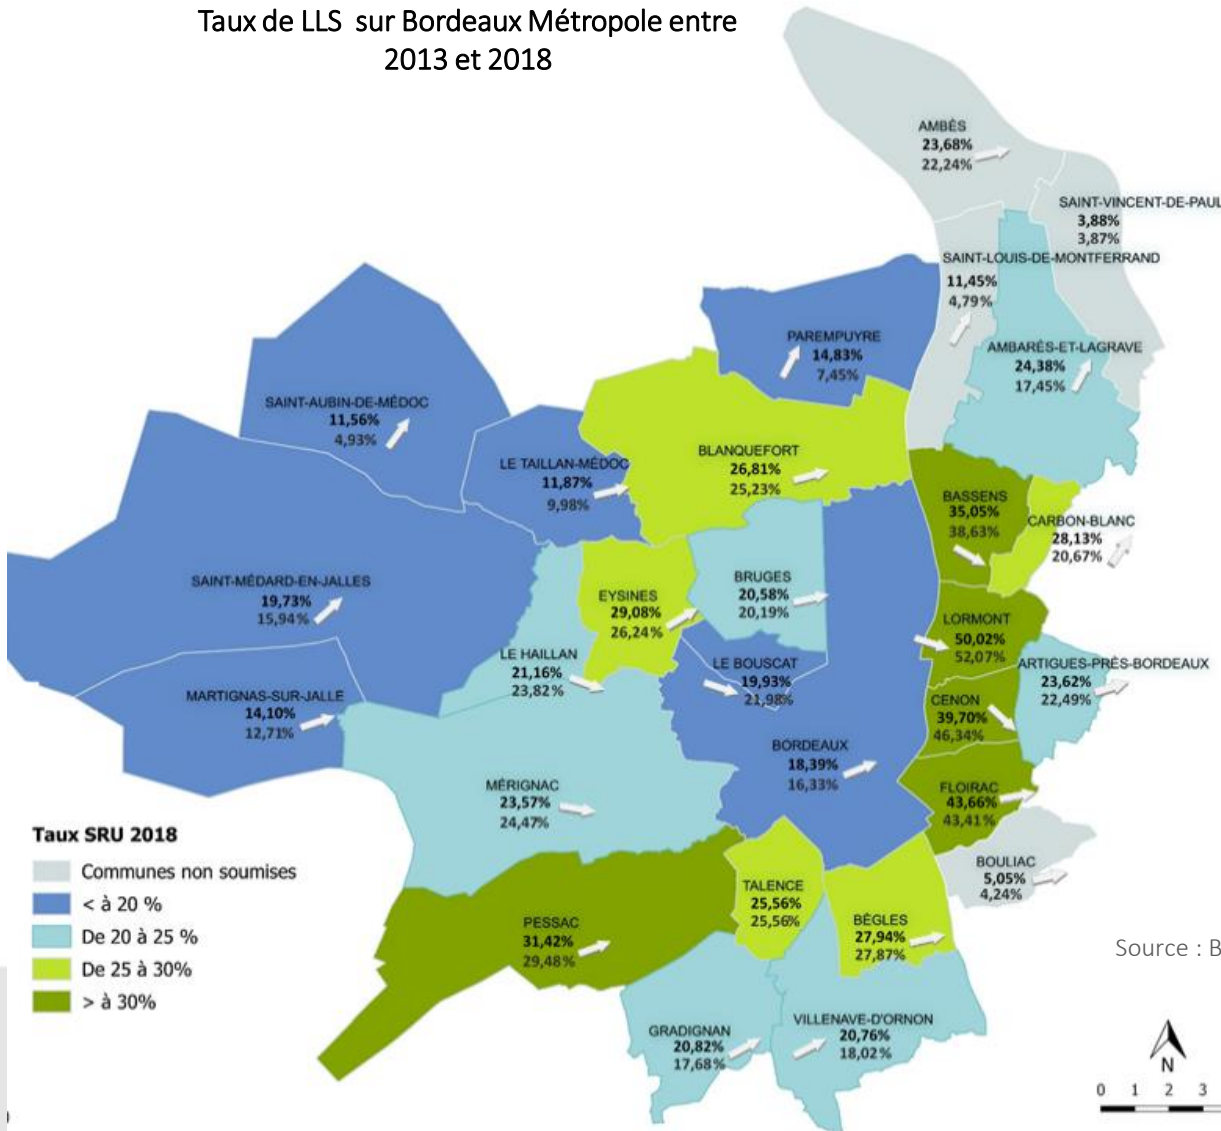 Taux de LLS sur Bordeaux Métropole entre
2013 et 2018
AMBÈS
23,68%
22,24%
SAINT-VINCENT-DE-PAUL
3,88%
3,87%
SAINT-LOUIS-DE-MONTFERRAND
11,45%
4,79%
PAREMPUYRE
14,83%
7,45%
AMBARÈS-ET-LAGRAVE
24,38%
17,45%
SAINT-AUBIN-DE-MÉDOC
11,56%
4,93%
LE TAILLAN-MÉDOC
11,87%
9,98%
BLANQUEFORT
26,81%
25,23%
BASSENS
35,05%
38,63%
CARBON-BLANC
28,13%
20,67%
SAINT-MÉDARD-EN-JALLES
19,73%
15,94%
EYSINES
29,08%
26,24%
BRUGES
20,58%
20,19%
LORMONT
50,02%
52,07%
LE HAILLAN
21,16%
23,82%
LE BOUSCAT
19,93%
21,98%
ARTIGUES-PRÈS-BORDEAUX
23,62%
22,49%
MARTIGNAS-SUR-JALLE
14,10%
12,71%
CENON
39,70%
46,34%
BORDEAUX
18,39%
16,33%
MÉRIGNAC
23,57%
24,47%
FLOIRAC
43,66%
43,41%
BOULIAC
5,05%
4,24%
TALENCE
25,56%
25,56%
BÈGLES
27,94%
27,87%
PESSAC
31,42%
29,48%
GRADIGNAN
20,82%
17,68%
VILLENAVE-D'ORNON
20,76%
18,02%
Taux SRU 2018
Communes non soumises
< à 20 %
De 20 à 25 %
De 25 à 30%
> à 30%
Source : B
N
0 1 2 3